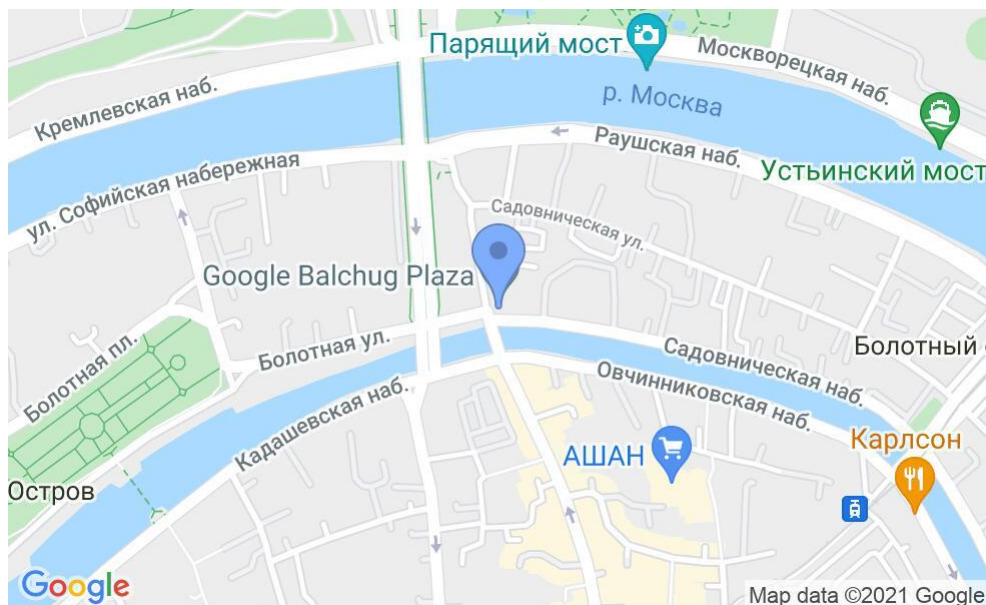 Парящий мост
Москворецкая наб.
Кремлевская наб.
р. Москва
Раушская наб.
Устьинский мост
ул. Софийская набережная
Садовническая ул.
Google Balchug Plaza
Болотная ул.
Болотная пл.
Садовническая наб.
Болотный
Овчинниковская наб.
Кадашевская наб.
АШАН
Карлсон
Остров
Google
Map data ©2021 Google